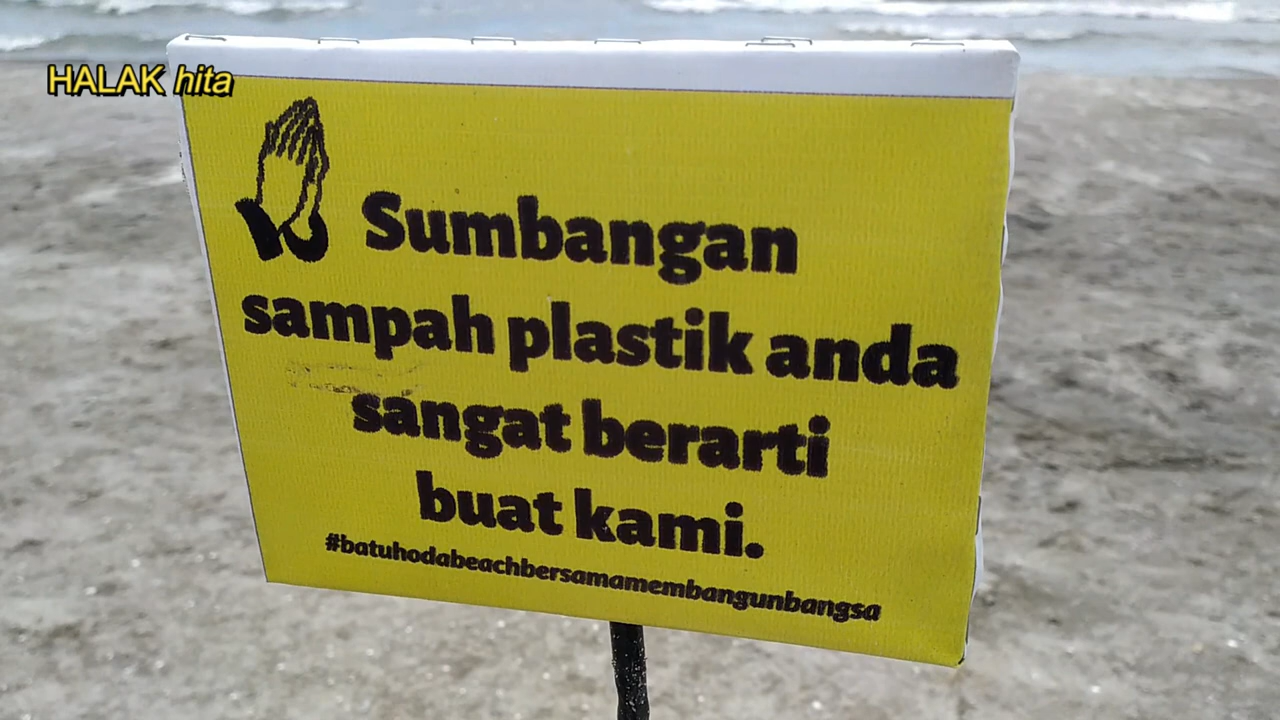 HALAK hita
Sumbangan
sampah plastik anda
sangat berarti
buat kami.
#batuhodabeachbersamamembangunbangsa